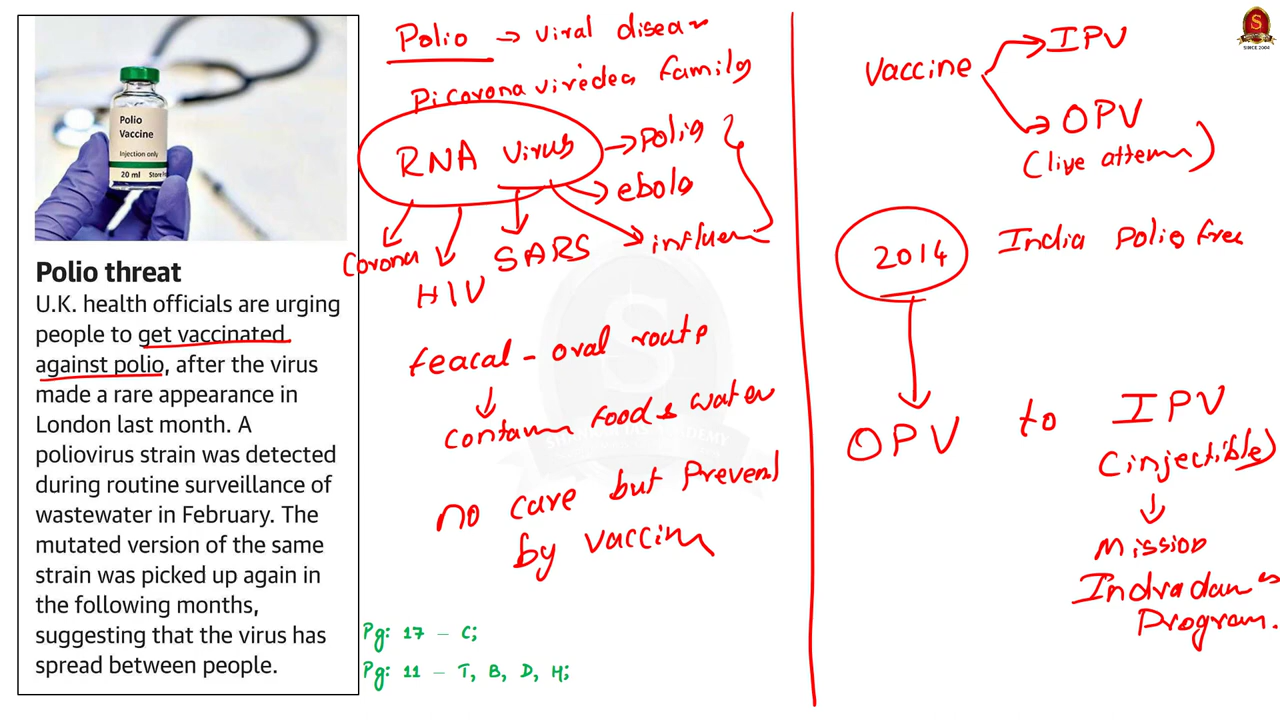 Polio
Vaccine
Injection only
20 ml
Polio threat
U.K. health officials are urging
people to get vaccinated
against polio, after the virus
made a rare appearance in
London last month. A
poliovirus strain was detected
during routine surveillance of
wastewater in February. The
mutated version of the same
strain was picked up again in
the following months,
suggesting that the virus has
spread between people.
Polio → viral disease
Picorona virédea family
RNA virus → Polio
ebola
influen
Corona
HIV
SARS
feacal - oral route
Contam Food & water
no care but Prevent
by vaccin
Pg: 17 - C;
Pg: 11 - T, B, D, H;
Vaccine
IPV
OPV
(live atten)
2014 India Polio free
OPV to IPV
(injectible)
Mission
Program.
S
SINCE 2004